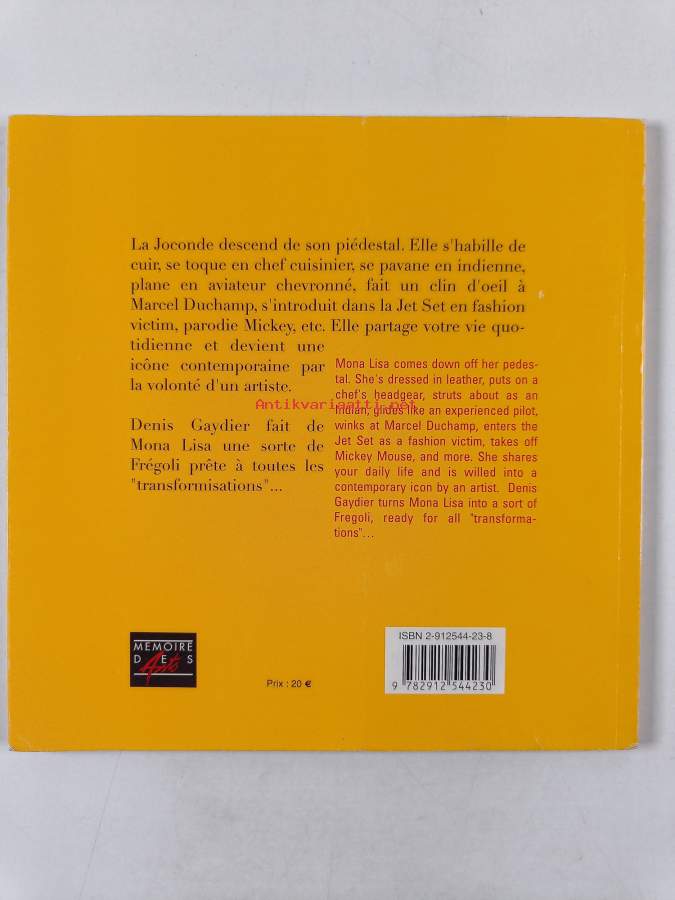 La Joconde descend de son piédestal. Elle s'habille de
cuir, se toque en chef cuisinier, se pavane en indienne,
plane en aviateur chevronné, fait un clin d'oeil à
Marcel Duchamp, s'introduit dans la Jet Set en fashion
victim, parodie Mickey, etc. Elle partage votre vie quo-
tidienne et devient une
icône contemporaine par
la volonté d'un artiste.
Denis Gaydier fait de
Mona Lisa une sorte de
Frégoli prête à toutes les
"transformisations"...
Mona Lisa comes down off her pedes-
tal. She's dressed in leather, puts on a
chef's headgear, struts about as an
Indian, glides like an experienced pilot,
winks at Marcel Duchamp, enters the
Jet Set as a fashion victim, takes off
Mickey Mouse, and more. She shares
your daily life and is willed into a
contemporary icon by an artist. Denis
Gaydier turns Mona Lisa into a sort of
Fregoli, ready for all "transforma-
tions"...
Antikvariaatti.net
MEMOIRE
DES
Arts
Prix : 20 €
ISBN 2-912544-23-8
9 782912 544230